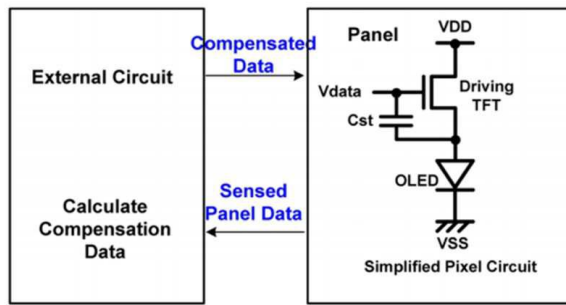 External Circuit
Calculate
Compensation
Data
Compensated
Data
Sensed
Panel Data
Panel
VDD
Vdata
Driving
TFT
Cst
OLED
VSS
Simplified Pixel Circuit